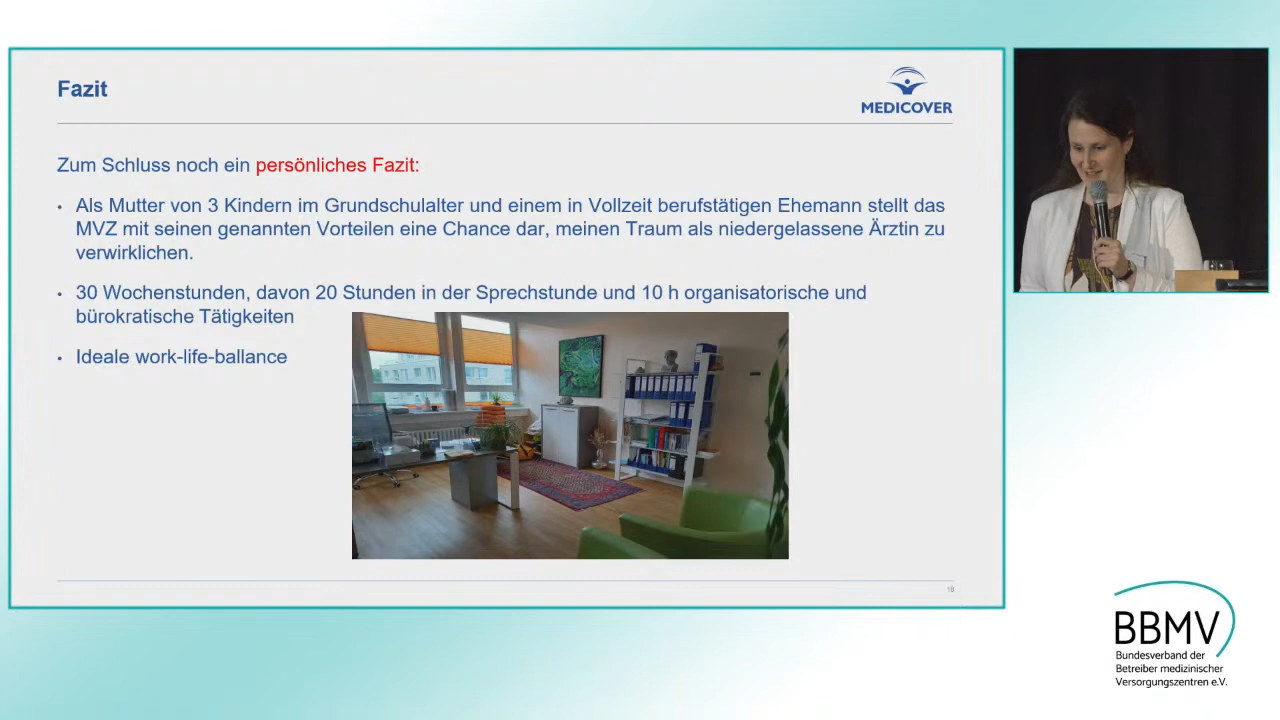 Fazit
MEDICOVER
Zum Schluss noch ein persönliches Fazit:
• Als Mutter von 3 Kindern im Grundschulalter und einem in Vollzeit berufstätigen Ehemann stellt das
MVZ mit seinen genannten Vorteilen eine Chance dar, meinen Traum als niedergelassene Ärztin zu
verwirklichen.
• 30 Wochenstunden, davon 20 Stunden in der Sprechstunde und 10 h organisatorische und
bürokratische Tätigkeiten
• Ideale work-life-ballance
BBMV
Bundesverband der
Betreiber medizinischer
Versorgungszentren e.V.